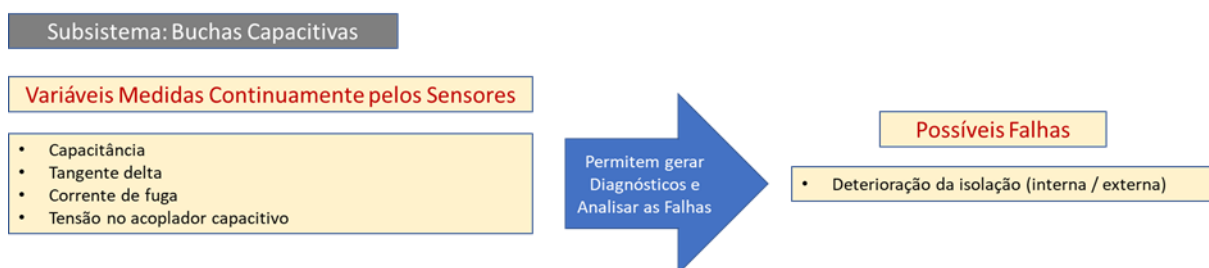 Subsistema: Buchas Capacitivas
Variáveis Medidas Continuamente pelos Sensores
• Capacitância
• Tangente delta
• Corrente de fuga
• Tensão no acoplador capacitivo
Permitem gerar
Diagnósticos e
Analisar as Falhas
Possíveis Falhas
• Deterioração da isolação (interna / externa)